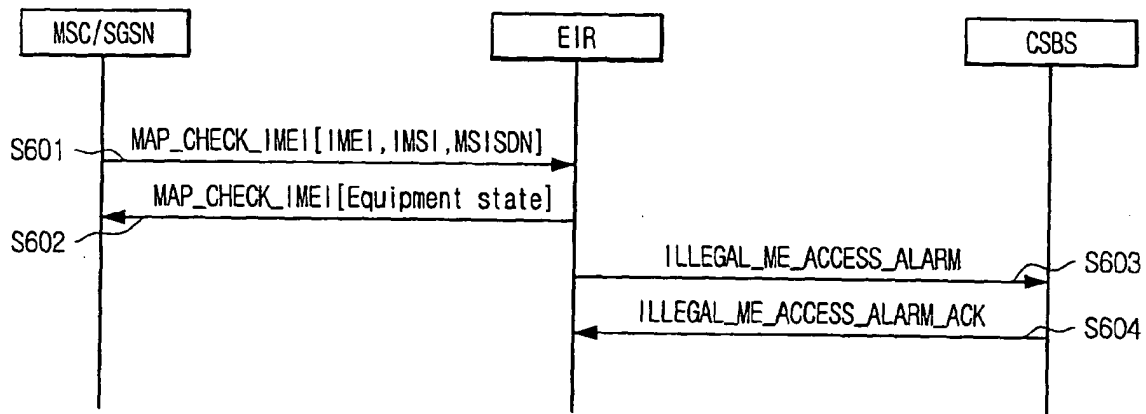 MSC/SGSN EIR CSBS
S601 MAP_CHECK_IMEI[IMEI,IMSI,MSISDN]
MAP_CHECK_IMEI[Equipment state]
S602
ILLEGAL_ME_ACCESS_ALARM S603
ILLEGAL_ME_ACCESS_ALARM_ACK S604